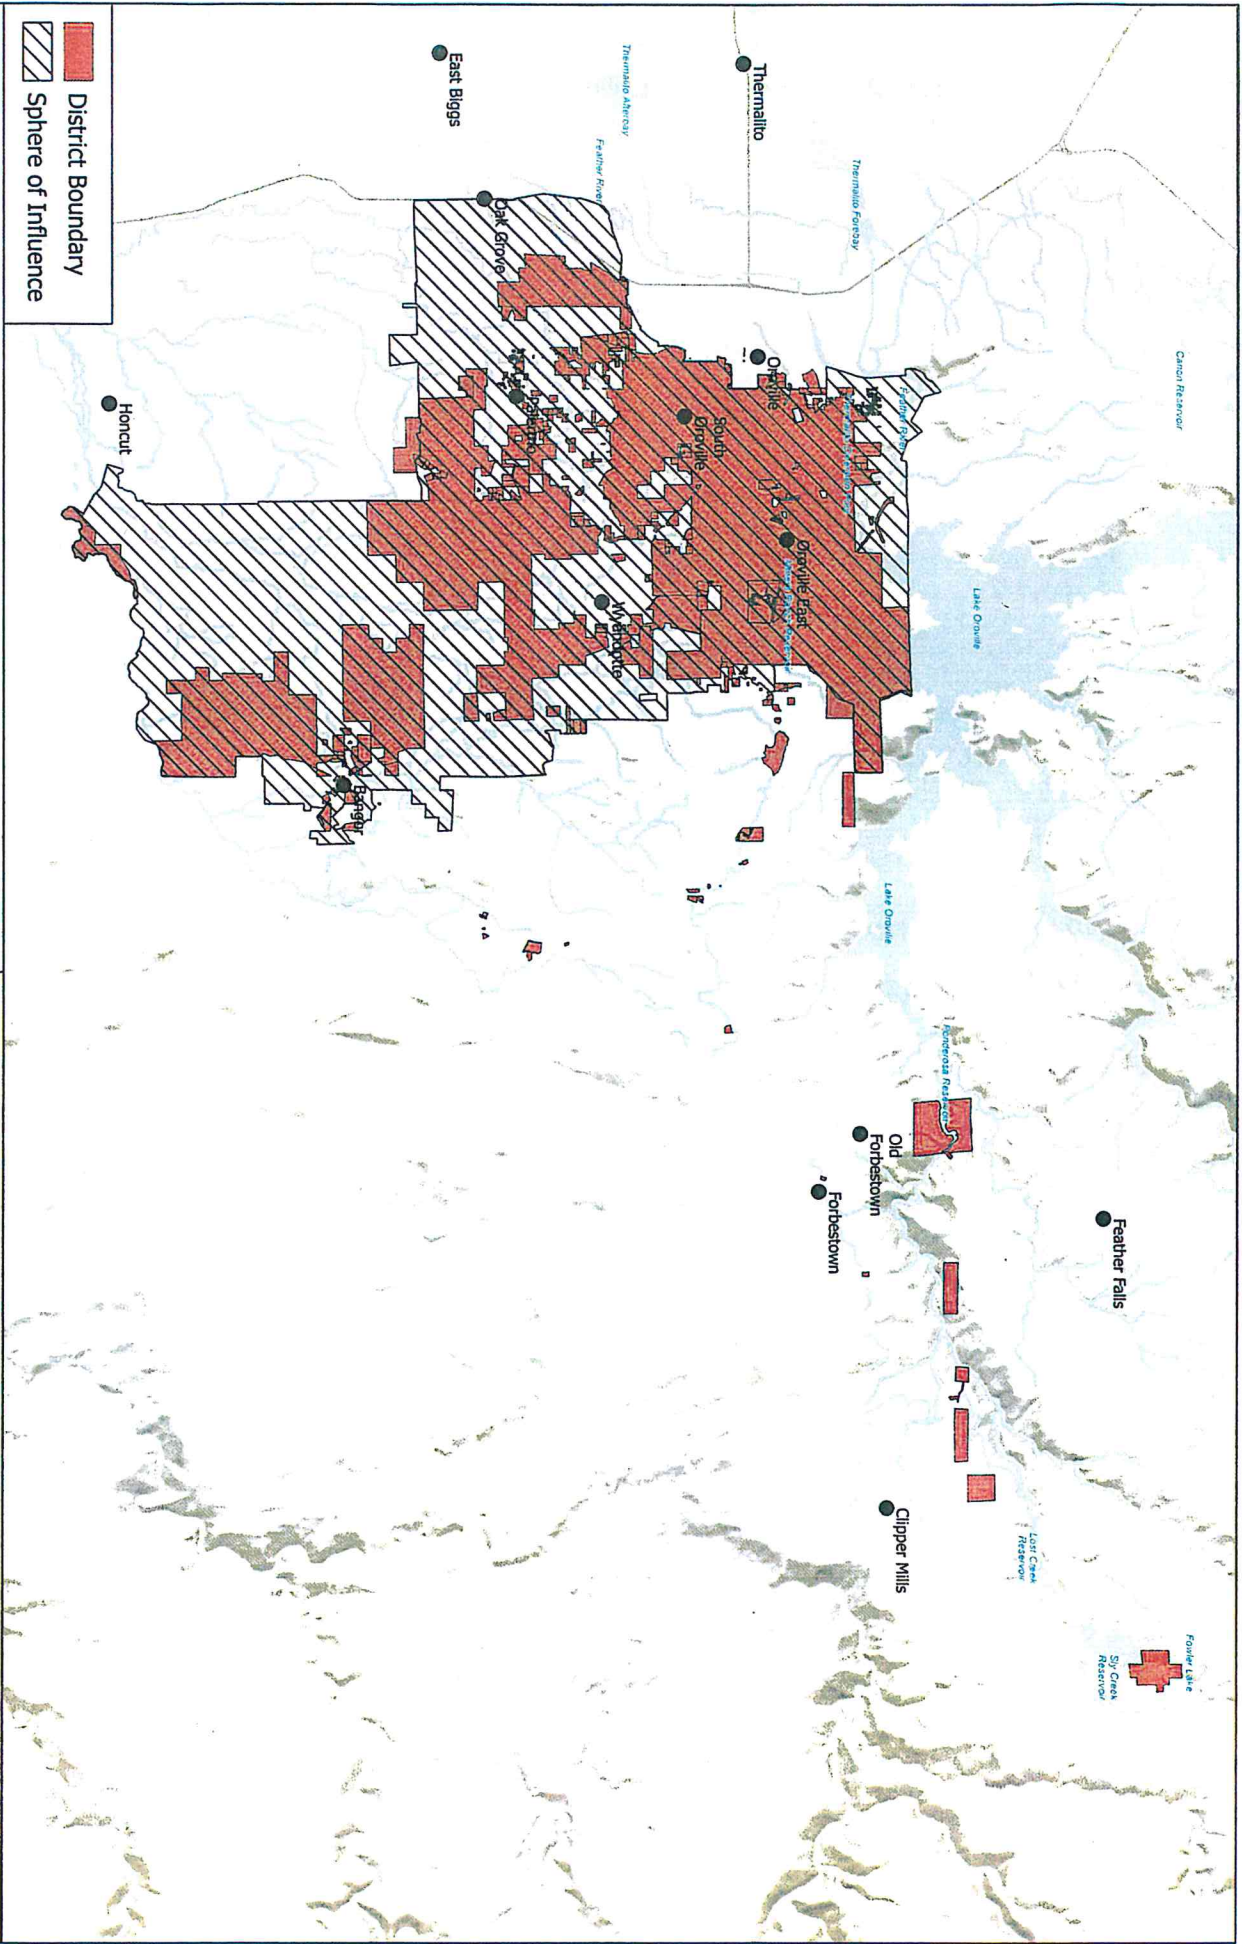 Canon Reservoir
Fowler Lake
Sly Creek
Reservoir
Feather Falls
Lost Creek
Reservoir
Lake Oroville
Ponderosa Reservoir
Feather River
Lake Oroville
Clipper Mills
Old
Forbestown
Forbestown
Thermalito Forebay
Thermalito
Oroville
Oroville East
South
Oroville
Thermalito Afterbay
Feather River
Wyandotte
Palermo
Oak Grove
East Biggs
Bangor
Honcut
District Boundary
Sphere of Influence